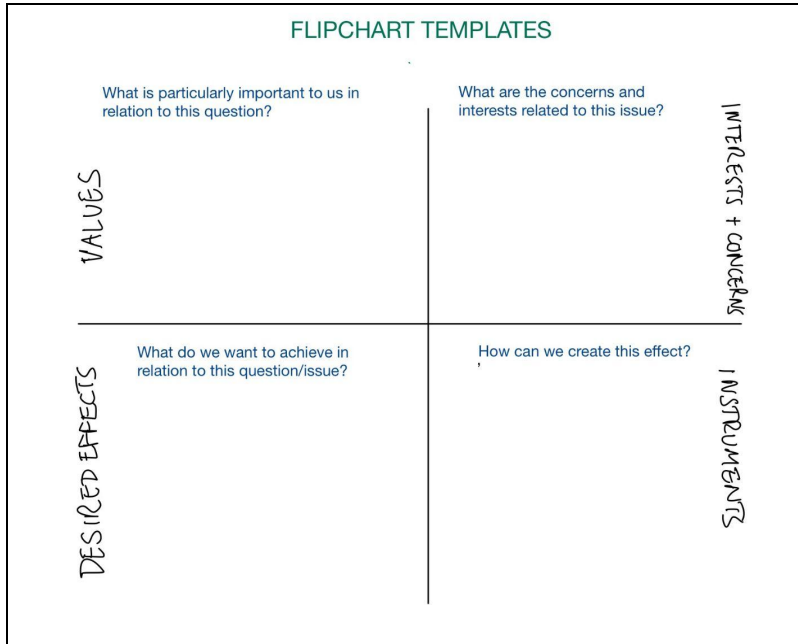 FLIPCHART TEMPLATES
What is particularly important to us in
relation to this question?
VALUES
What are the concerns and
interests related to this issue?
INTERESTS + CONCERNS
What do we want to achieve in
relation to this question/issue?
DESIRED EFFECTS
How can we create this effect?
INSTRUMENTS